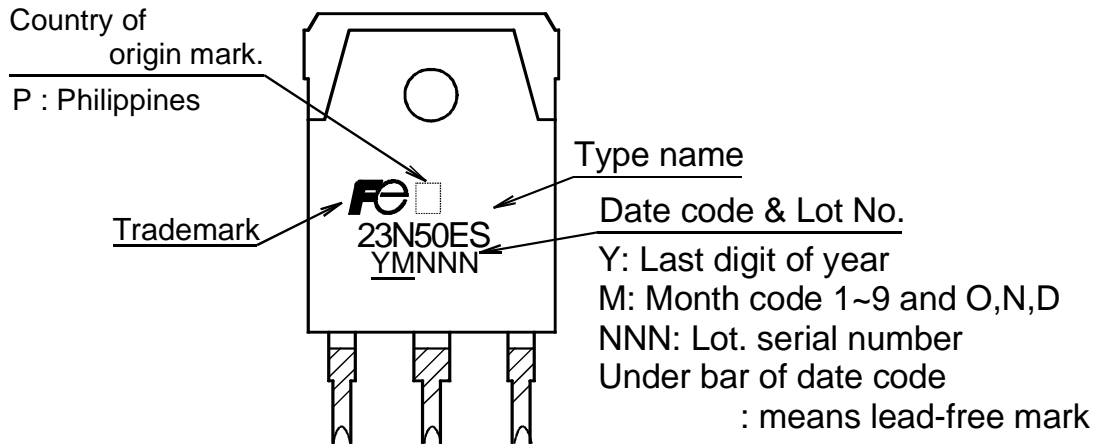 Country of
origin mark.
P : Philippines
Type name
Trademark
Fe
23N50ES
YMNNN
Date code & Lot No.
Y: Last digit of year
M: Month code 1~9 and O,N,D
NNN: Lot. serial number
Under bar of date code
: means lead-free mark